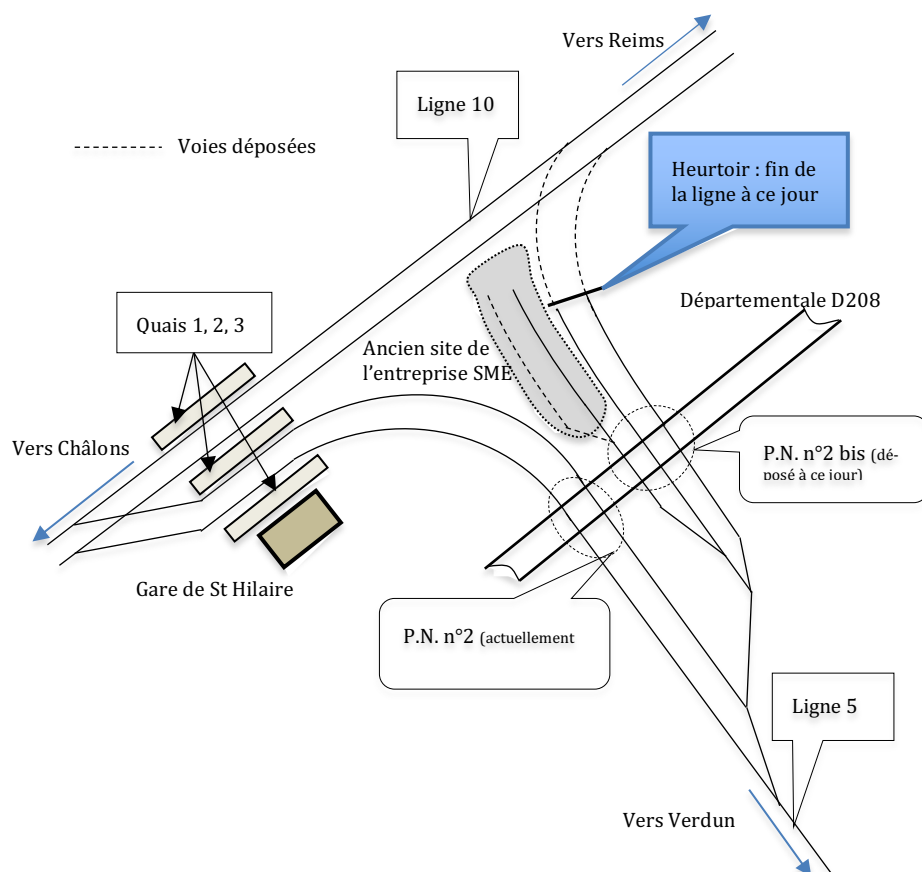 Vers Reims
Ligne 10
Voies déposées
Heurtoir : fin de
la ligne à ce jour
Départementale D208
Quais 1, 2, 3
Ancien site de
l’entreprise SME
Vers Châlons
P.N. n°2 bis (dé-
posé à ce jour)
Gare de St Hilaire
P.N. n°2 (actuellement
Ligne 5
Vers Verdun